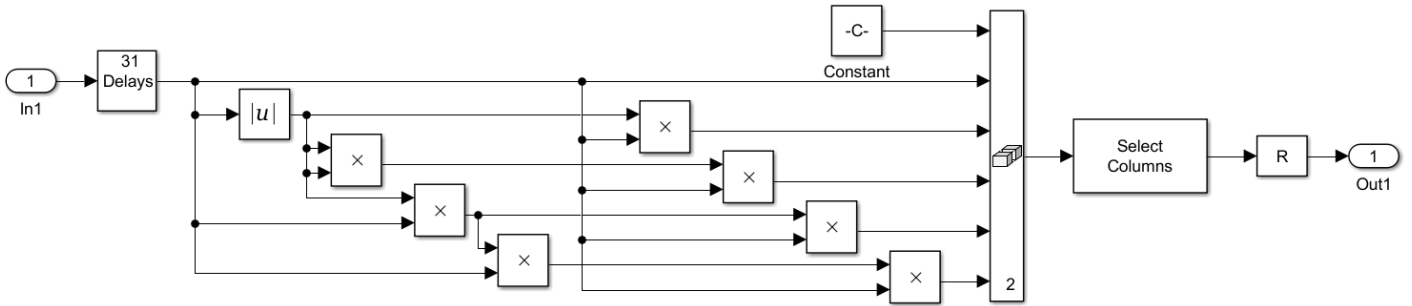 -C-
Constant
31
Delays
1
In1
|u|
×
×
×
×
×
×
×
×
2
Select
Columns
R
1
Out1